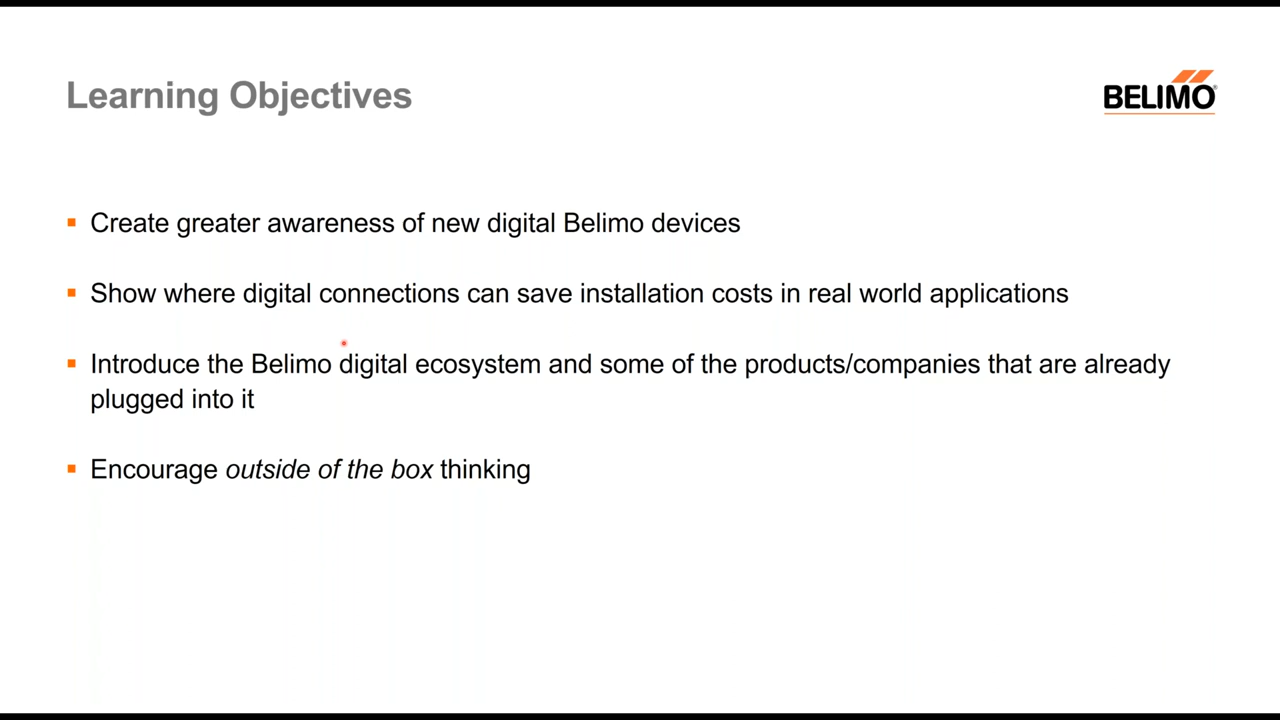 Learning Objectives
BELIMO
Create greater awareness of new digital Belimo devices
Show where digital connections can save installation costs in real world applications
Introduce the Belimo digital ecosystem and some of the products/companies that are already
plugged into it
Encourage outside of the box thinking